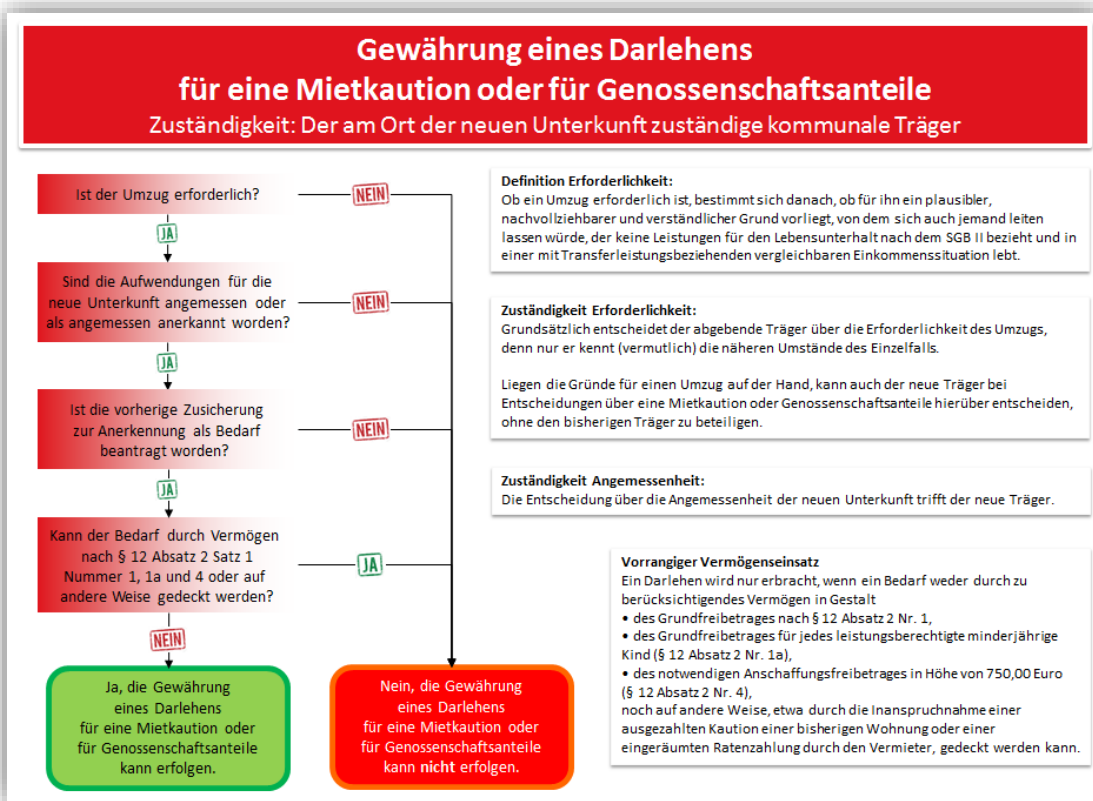 Gewährung eines Darlehens
für eine Mietkaution oder für Genossenschaftsanteile
Zuständigkeit: Der am Ort der neuen Unterkunft zuständige kommunale Träger
Ist der Umzug erforderlich?
NEIN
JA
Sind die Aufwendungen für die
neue Unterkunft angemessen oder
als angemessen anerkannt worden?
NEIN
JA
Ist die vorherige Zusicherung
zur Anerkennung als Bedarf
beantragt worden?
NEIN
JA
Kann der Bedarf durch Vermögen
nach § 12 Absatz 2 Satz 1
Nummer 1, 1a und 4 oder auf
andere Weise gedeckt werden?
JA
NEIN
Ja, die Gewährung
eines Darlehens
für eine Mietkaution oder
für Genossenschaftsanteile
kann erfolgen.
Nein, die Gewährung
eines Darlehens
für eine Mietkaution oder
für Genossenschaftsanteile
kann nicht erfolgen.
Definition Erforderlichkeit:
Ob ein Umzug erforderlich ist, bestimmt sich danach, ob für ihn ein plausibler,
nachvollziehbarer und verständlicher Grund vorliegt, von dem sich auch jemand leiten
lassen würde, der keine Leistungen für den Lebensunterhalt nach dem SGB II bezieht und in
einer mit Transferleistungsbeziehenden vergleichbaren Einkommenssituation lebt.
Zuständigkeit Erforderlichkeit:
Grundsätzlich entscheidet der abgebende Träger über die Erforderlichkeit des Umzugs,
denn nur er kennt (vermutlich) die näheren Umstände des Einzelfalls.
Liegen die Gründe für einen Umzug auf der Hand, kann auch der neue Träger bei
Entscheidungen über eine Mietkaution oder Genossenschaftsanteile hierüber entscheiden,
ohne den bisherigen Träger zu beteiligen.
Zuständigkeit Angemessenheit:
Die Entscheidung über die Angemessenheit der neuen Unterkunft trifft der neue Träger.
Vorrangiger Vermögenseinsatz
Ein Darlehen wird nur erbracht, wenn ein Bedarf weder durch zu
berücksichtigendes Vermögen in Gestalt
• des Grundfreibetrages nach § 12 Absatz 2 Nr. 1,
• des Grundfreibetrages für jedes leistungsberechtigte minderjährige
Kind (§ 12 Absatz 2 Nr. 1a),
• des notwendigen Anschaffungsfreibetrages in Höhe von 750,00 Euro
(§ 12 Absatz 2 Nr. 4),
noch auf andere Weise, etwa durch die Inanspruchnahme einer
ausgezahlten Kaution einer bisherigen Wohnung oder einer
eingeräumten Ratenzahlung durch den Vermieter, gedeckt werden kann.